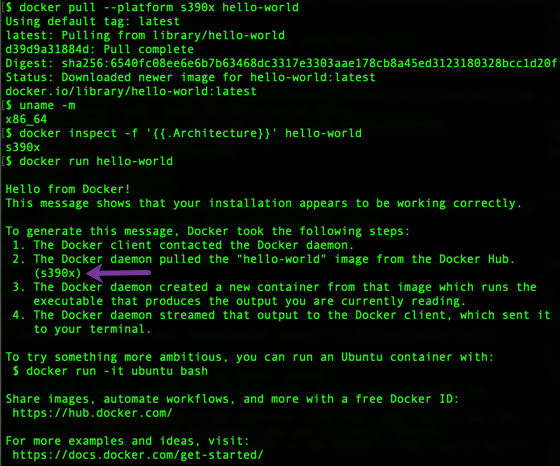 $ docker pull --platform s390x hello-world
Using default tag: latest
latest: Pulling from library/hello-world
d39d9a31884d: Pull complete
Digest: sha256:6540fc08ee6e6b7b63468dc3317e3303aae178cb8a45ed3123180328bcc1d20f
Status: Downloaded newer image for hello-world:latest
docker.io/library/hello-world:latest
$ uname -m
x86_64
$ docker inspect -f '{{.Architecture}}' hello-world
s390x
$ docker run hello-world
Hello from Docker!
This message shows that your installation appears to be working correctly.
To generate this message, Docker took the following steps:
1. The Docker client contacted the Docker daemon.
2. The Docker daemon pulled the "hello-world" image from the Docker Hub.
(s390x)
3. The Docker daemon created a new container from that image which runs the
executable that produces the output you are currently reading.
4. The Docker daemon streamed that output to the Docker client, which sent it
to your terminal.
To try something more ambitious, you can run an Ubuntu container with:
$ docker run -it ubuntu bash
Share images, automate workflows, and more with a free Docker ID:
https://hub.docker.com/
For more examples and ideas, visit:
https://docs.docker.com/get-started/